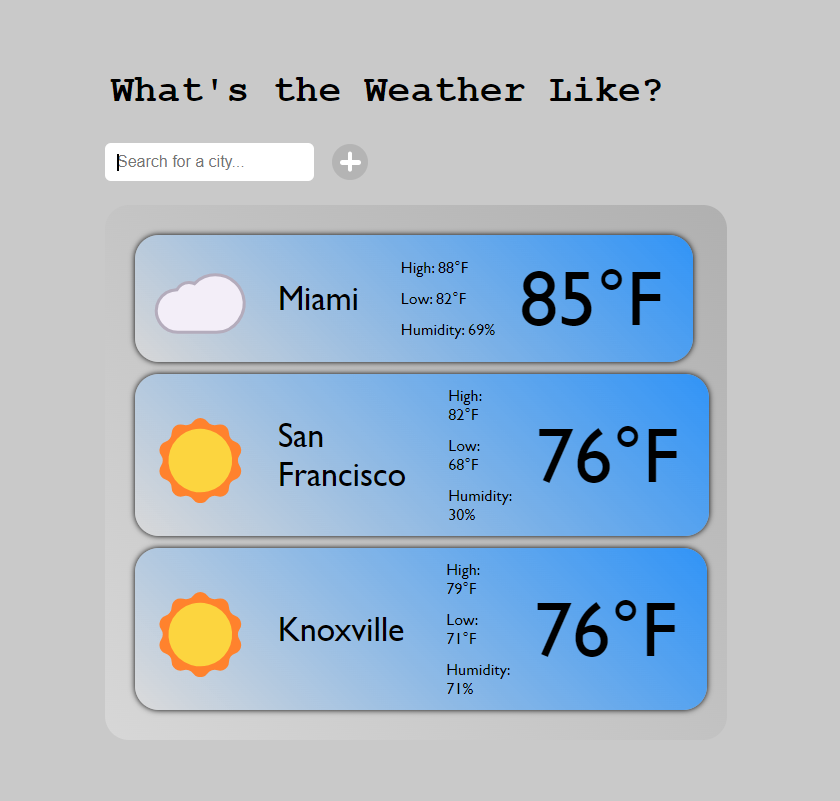 What's the Weather Like?
Search for a city...
Miami
High: 88°F
Low: 82°F
Humidity: 69%
85°F
San
Francisco
High:
82°F
Low:
68°F
Humidity:
30%
76°F
Knoxville
High:
79°F
Low:
71°F
Humidity:
71%
76°F